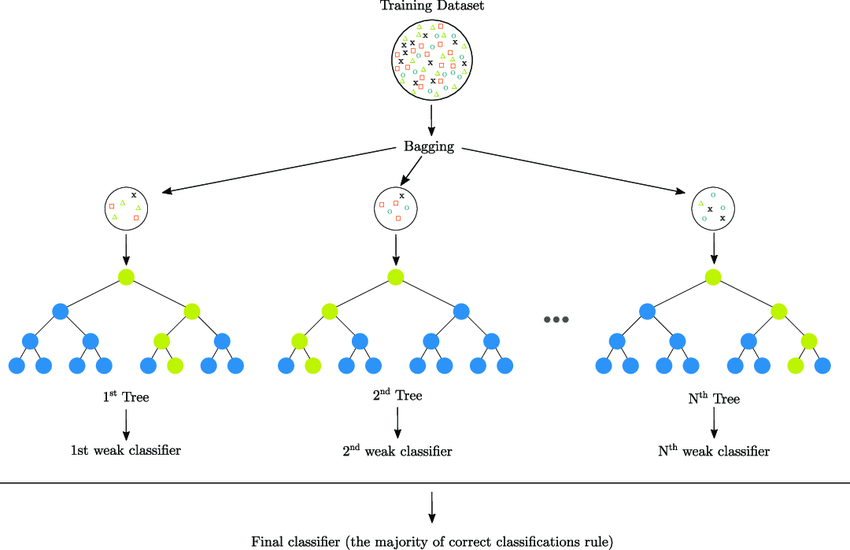 Training Dataset
Bagging
1st Tree
2nd Tree
Nth Tree
1st weak classifier
2nd weak classifier
Nth weak classifier
Final classifier (the majority of correct classifications rule)